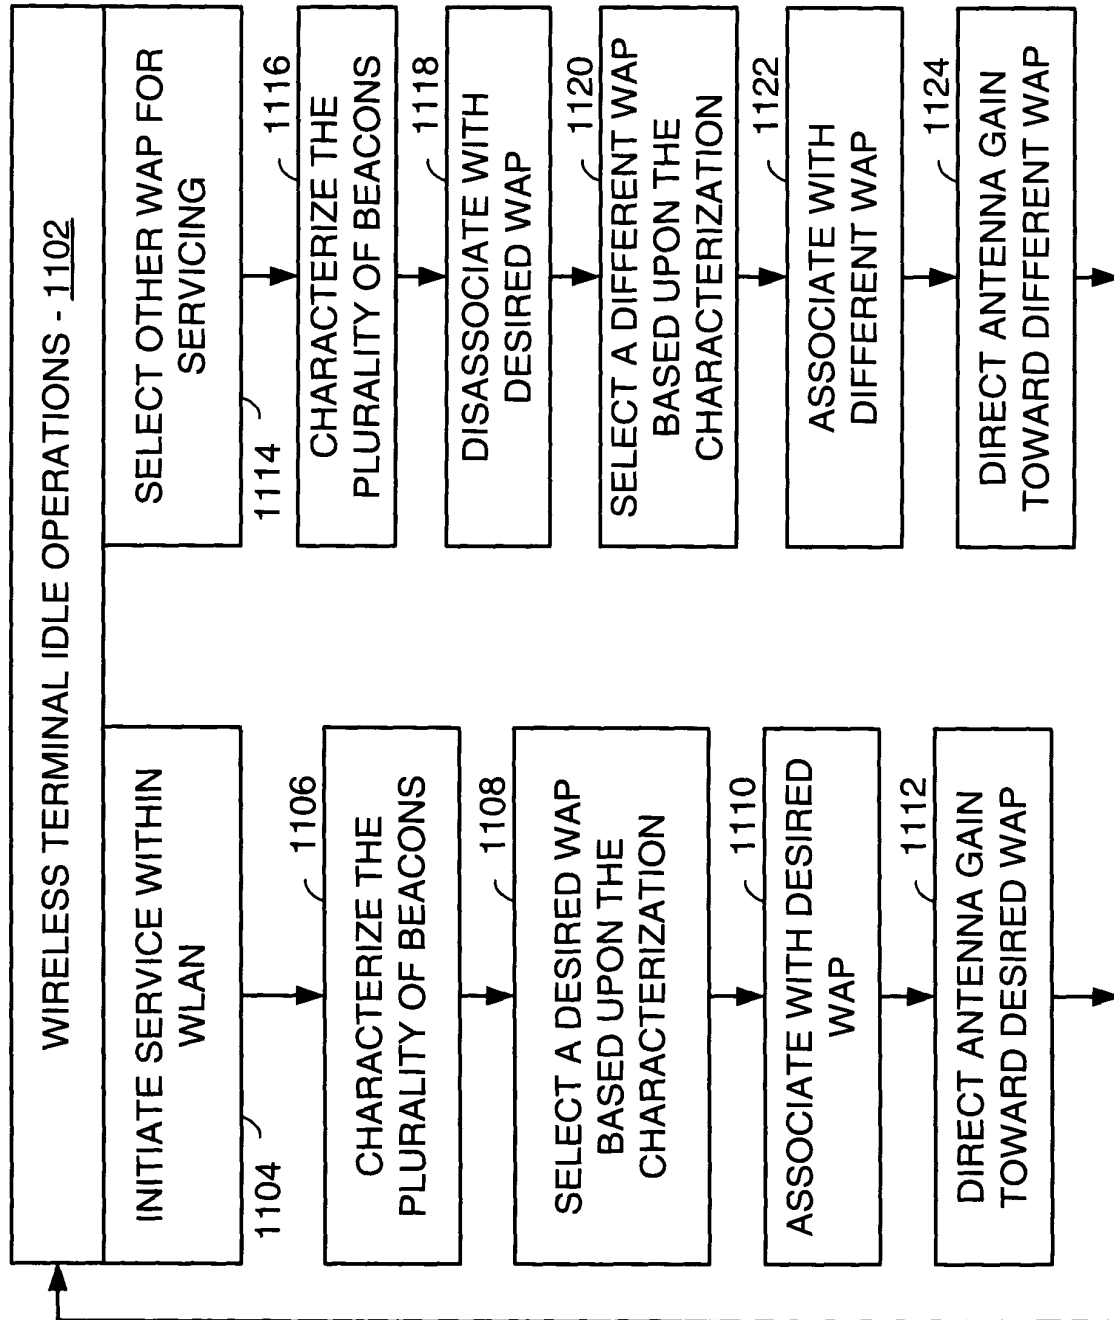 WIRELESS TERMINAL IDLE OPERATIONS - 1102
INITIATE SERVICE WITHIN
WLAN
1104
1106
CHARACTERIZE THE
PLURALITY OF BEACONS
1108
SELECT A DESIRED WAP
BASED UPON THE
CHARACTERIZATION
1110
ASSOCIATE WITH DESIRED
WAP
1112
DIRECT ANTENNA GAIN
TOWARD DESIRED WAP
SELECT OTHER WAP FOR
SERVICING
1114
1116
CHARACTERIZE THE
PLURALITY OF BEACONS
1118
DISASSOCIATE WITH
DESIRED WAP
1120
SELECT A DIFFERENT WAP
BASED UPON THE
CHARACTERIZATION
1122
ASSOCIATE WITH
DIFFERENT WAP
1124
DIRECT ANTENNA GAIN
TOWARD DIFFERENT WAP